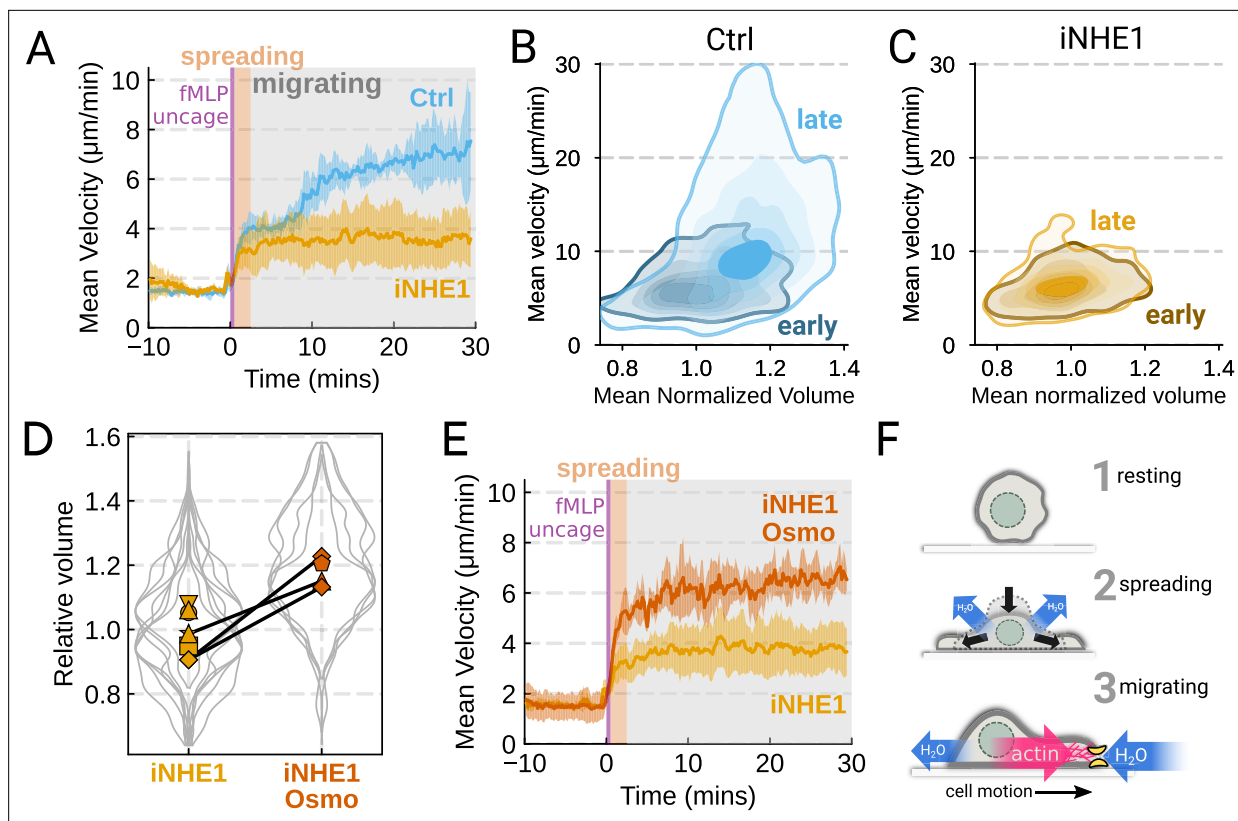 A
spreading
migrating
fMLP
uncage
Ctrl
iNHE1
Mean Velocity (μm/min)
10
8
6
4
2
0
−10
0
10
20
30
Time (mins)
B
Ctrl
Mean velocity (μm/min)
30
20
10
0
late
early
0.8
1.0
1.2
1.4
Mean Normalized Volume
C
iNHE1
Mean velocity (μm/min)
30
20
10
0
late
early
0.8
1.0
1.2
1.4
Mean normalized volume
D
Relative volume
1.6
1.4
1.2
1.0
0.8
iNHE1
iNHE1
Osmo
E
spreading
fMLP
uncage
iNHE1
Osmo
iNHE1
Mean Velocity (μm/min)
10
8
6
4
2
0
−10
0
10
20
30
Time (mins)
F
1 resting
2 spreading
H₂O
H₂O
3 migrating
H₂O
actin
H₂O
cell motion